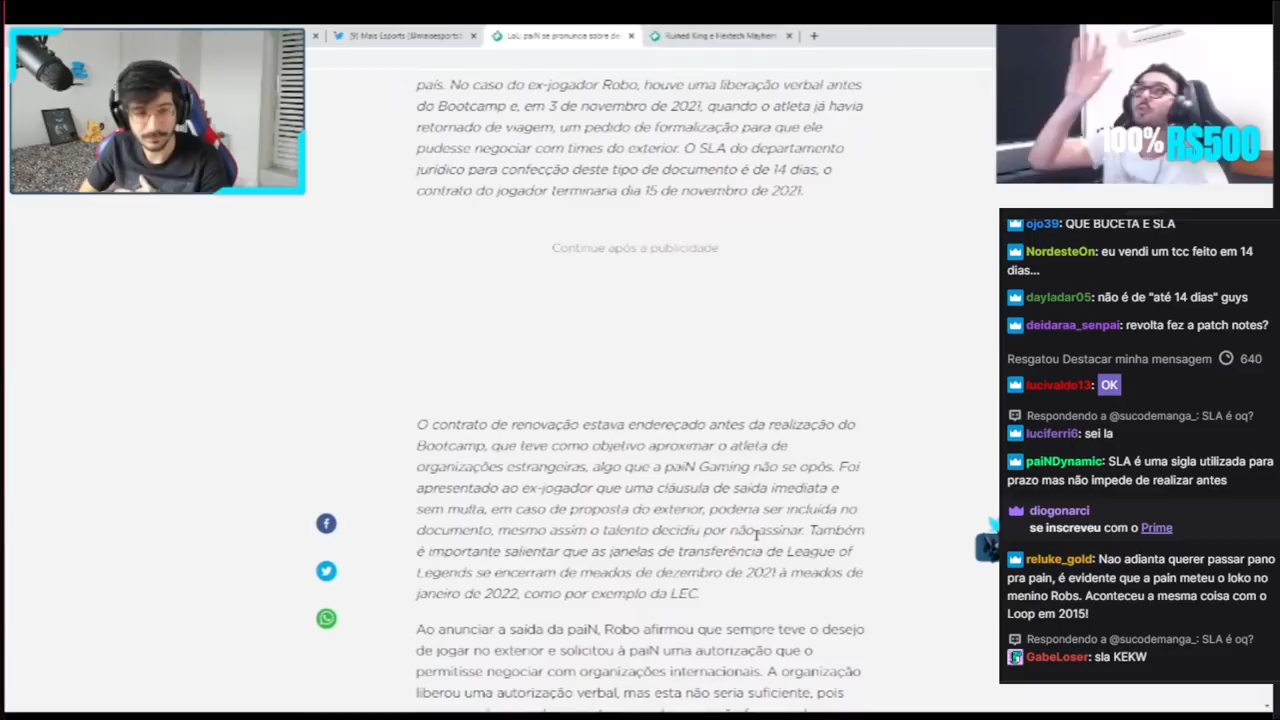 [9] Mais Esports (@maisesports)
LoL: paiN se pronuncia sobre de
Ruined King e Hextech Mayhem
país. No caso do ex-jogador Robo, houve uma liberação verbal antes
do Bootcamp e, em 3 de novembro de 2021, quando o atleta já havia
retornado de viagem, um pedido de formalização para que ele
pudesse negociar com times do exterior. O SLA do departamento
jurídico para confecção deste tipo de documento é de 14 dias, o
contrato do jogador terminaria dia 15 de novembro de 2021.
Continue após a publicidade
O contrato de renovação estava endereçado antes da realização do
Bootcamp, que teve como objetivo aproximar o atleta de
organizações estrangeiras, algo que a paiN Gaming não se opôs. Foi
apresentado ao ex-jogador que uma cláusula de saída imediata e
sem multa, em caso de proposta do exterior, poderia ser incluída no
documento, mesmo assim o talento decidiu por não assinar. Também
é importante salientar que as janelas de transferência de League of
Legends se encerram de meados de dezembro de 2021 à meados de
janeiro de 2022, como por exemplo da LEC.
Ao anunciar a saída da paiN, Robo afirmou que sempre teve o desejo
de jogar no exterior e solicitou à paiN uma autorização que o
permitisse negociar com organizações internacionais. A organização
liberou uma autorização verbal, mas esta não seria suficiente, pois
100% R$500
ojo39: QUE BUCETA E SLA
NordesteOn: eu vendi um tcc feito em 14
dias...
dayladar05: não é de "até 14 dias" guys
deidaraa_senpai: revolta fez a patch notes?
Resgatou Destacar minha mensagem 640
lucivaldo13: OK
Respondendo a @sucodemanga_: SLA é oq?
luciferri6: sei la
paiNDynamic: SLA é uma sigla utilizada para
prazo mas não impede de realizar antes
diogonarci
se inscreveu com o Prime
reluke_gold: Nao adianta querer passar pano
pra pain, é evidente que a pain meteu o loko no
menino Robs. Aconteceu a mesma coisa com o
Loop em 2015!
Respondendo a @sucodemanga_: SLA é oq?
GabeLoser: sla KEKW